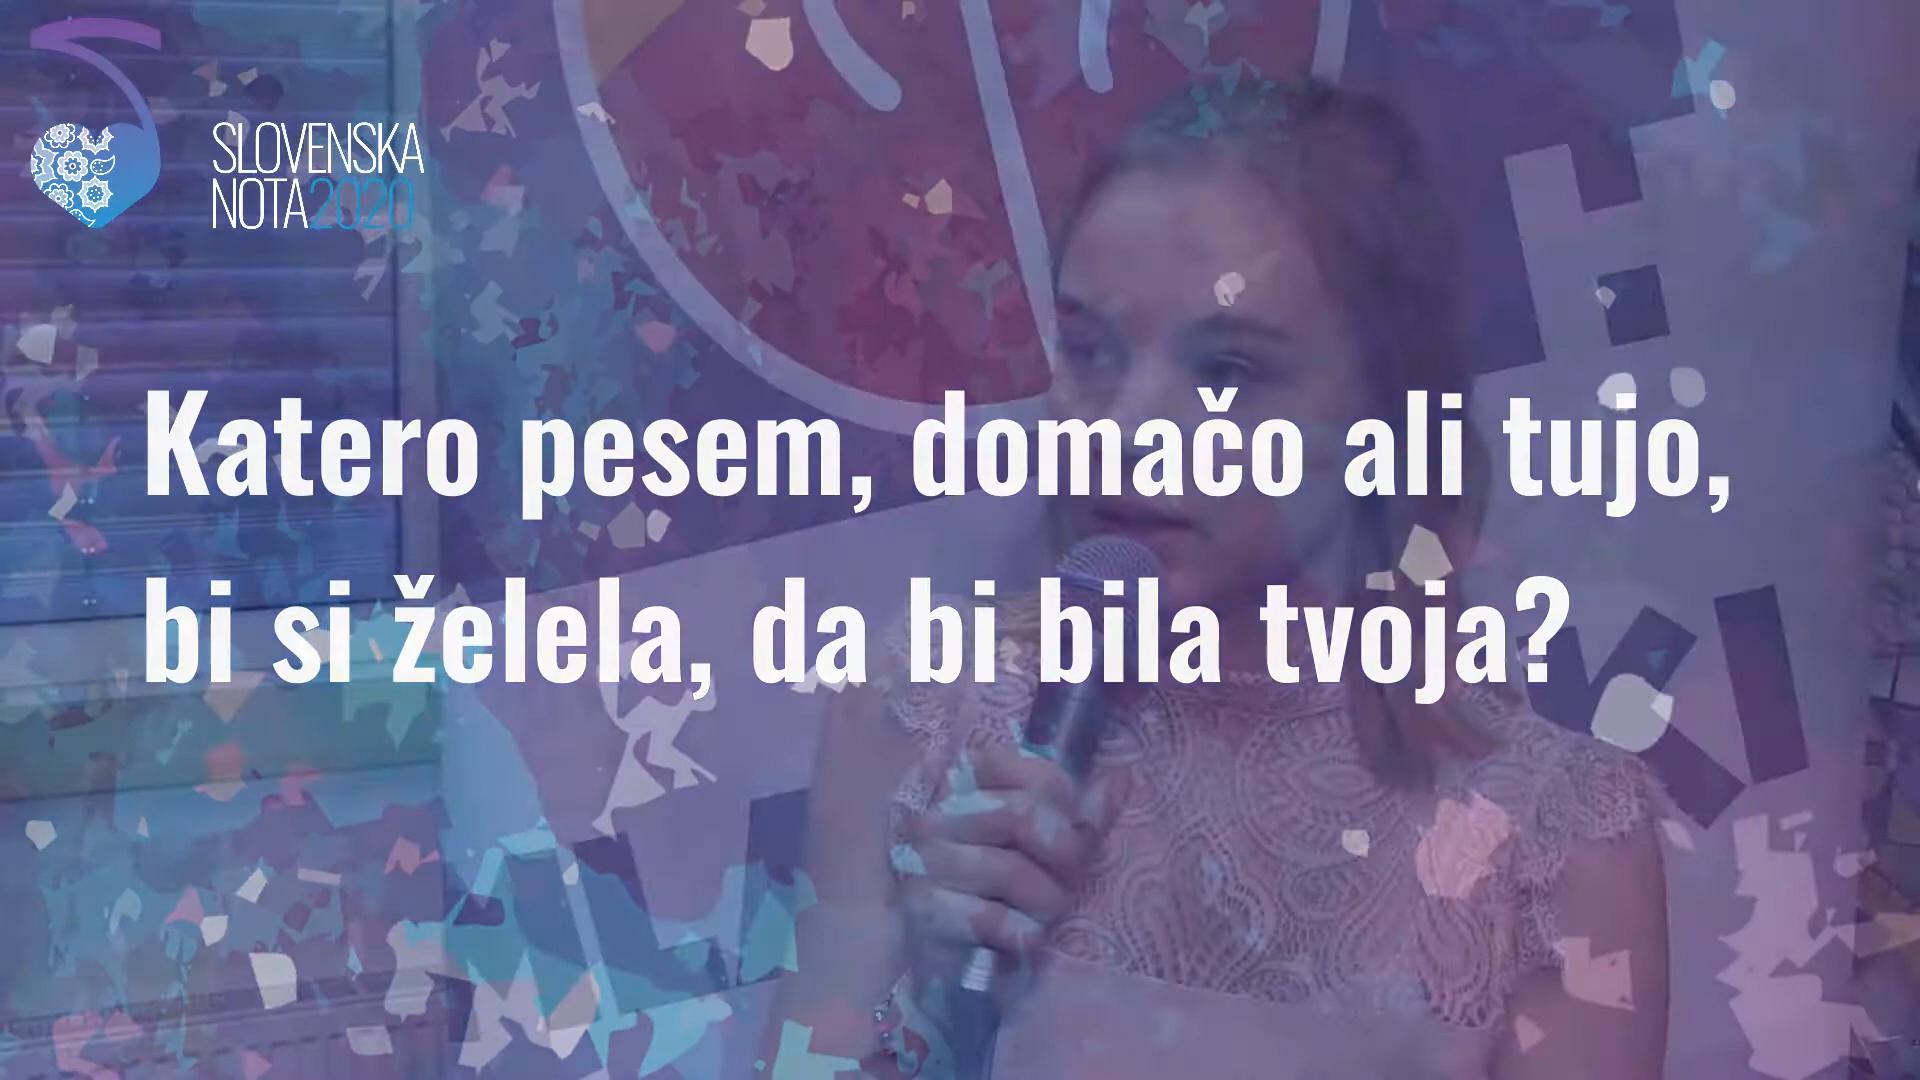 SLOVENSKA
NOTA2020
Katero pesem, domačo ali tujo,
bi si želela, da bi bila tvoja?